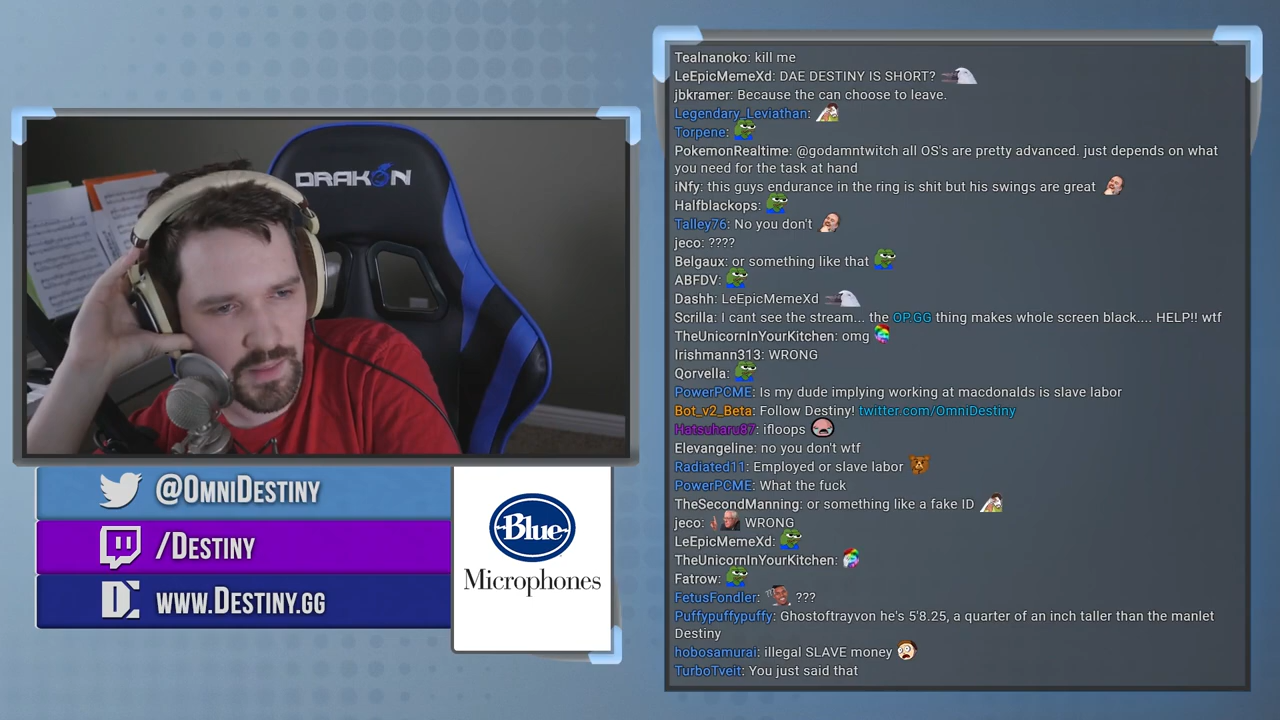 DRAKON
@OmniDestiny
/Destiny
www.Destiny.gg
Blue
Microphones
Tealnanoko: kill me
LeEpicMemeXd: DAE DESTINY IS SHORT?
jbkramer: Because the can choose to leave.
Legendary_Leviathan:
Torpene:
PokemonRealtime: @godamntwitch all OS's are pretty advanced. just depends on what
you need for the task at hand
iNfy: this guys endurance in the ring is shit but his swings are great
Halfblackops:
Talley76: No you don't
jeco: ????
Belgaux: or something like that
ABFDV:
Dashh: LeEpicMemeXd
Scrilla: I cant see the stream... the OP.GG thing makes whole screen black.... HELP!! wtf
TheUnicornInYourKitchen: omg
Irishmann313: WRONG
Qorvella:
PowerPCME: Is my dude implying working at macdonalds is slave labor
Bot_v2_Beta: Follow Destiny! twitter.com/OmniDestiny
Hatsuharu87: ifloops
Elevangeline: no you don't wtf
Radiated11: Employed or slave labor
PowerPCME: What the fuck
TheSecondManning: or something like a fake ID
jeco: WRONG
LeEpicMemeXd:
TheUnicornInYourKitchen:
Fatrow:
FetusFondler: ???
Puffypuffypuffy: Ghostoftrayvon he's 5'8.25, a quarter of an inch taller than the manlet
Destiny
hobosamurai: illegal SLAVE money
TurboTveit: You just said that